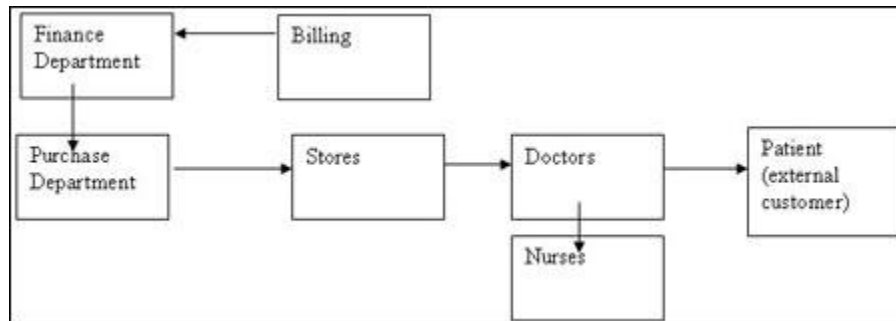 Finance
Department
Billing
Purchase
Department
Stores
Doctors
Patient
(external
customer)
Nurses